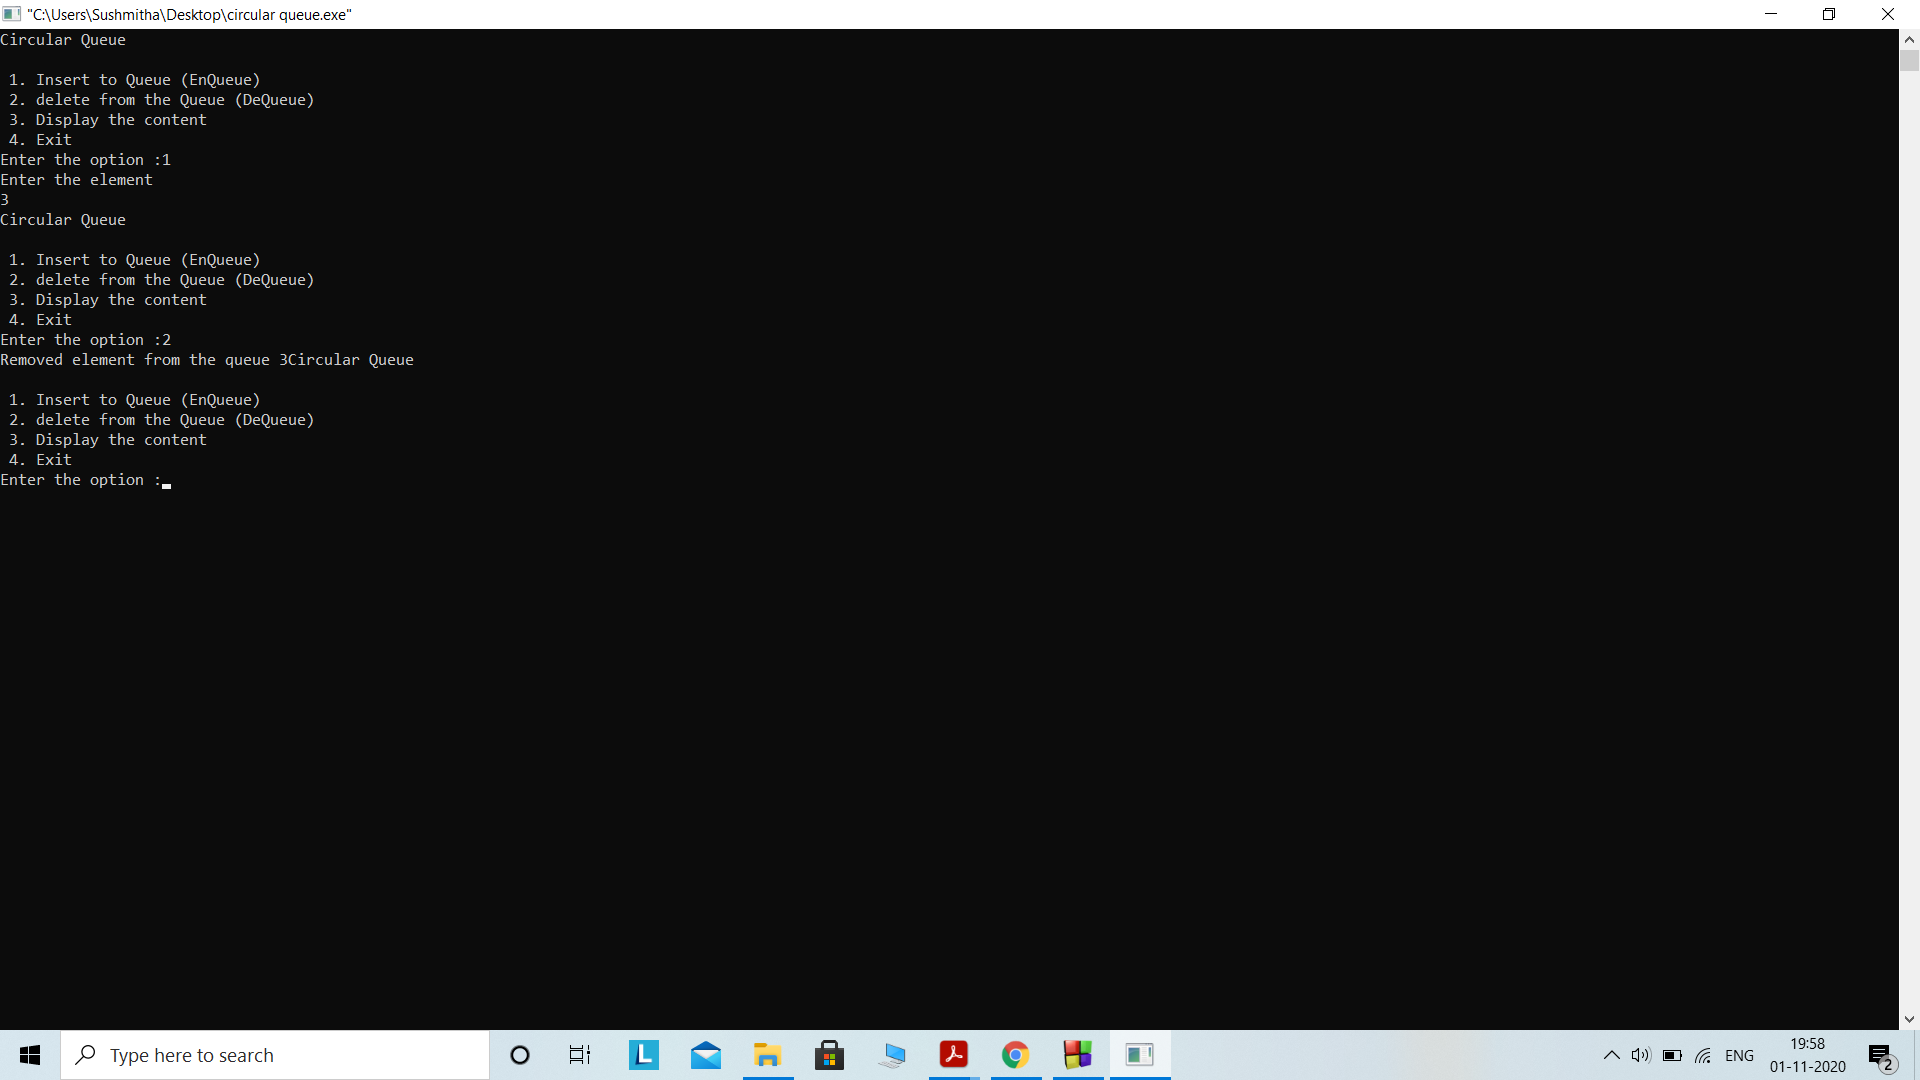 "C:\Users\Sushmitha\Desktop\circular queue.exe"
Circular Queue
1. Insert to Queue (EnQueue)
2. delete from the Queue (DeQueue)
3. Display the content
4. Exit
Enter the option :1
Enter the element
3
Circular Queue
1. Insert to Queue (EnQueue)
2. delete from the Queue (DeQueue)
3. Display the content
4. Exit
Enter the option :2
Removed element from the queue 3Circular Queue
1. Insert to Queue (EnQueue)
2. delete from the Queue (DeQueue)
3. Display the content
4. Exit
Enter the option :
Type here to search
L
ENG
19:58
01-11-2020
2